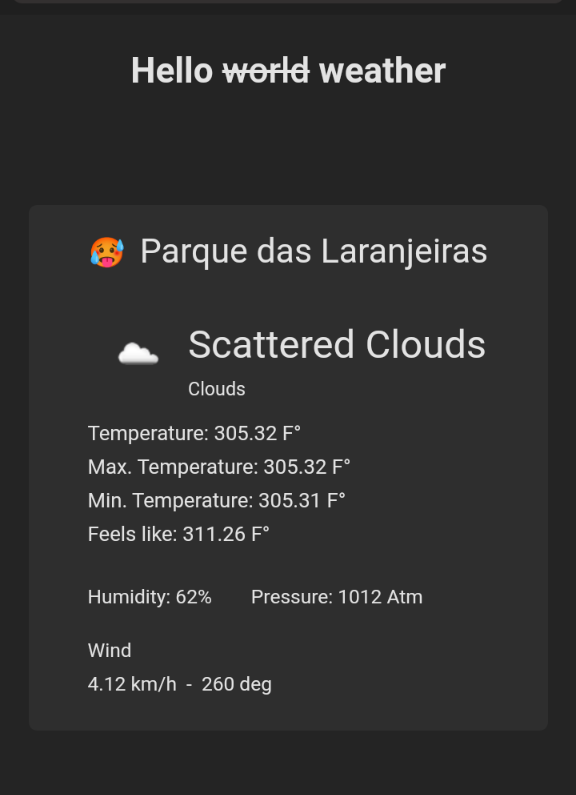 Hello world weather
🥵 Parque das Laranjeiras
Scattered Clouds
Clouds
Temperature: 305.32 F°
Max. Temperature: 305.32 F°
Min. Temperature: 305.31 F°
Feels like: 311.26 F°
Humidity: 62% Pressure: 1012 Atm
Wind
4.12 km/h - 260 deg